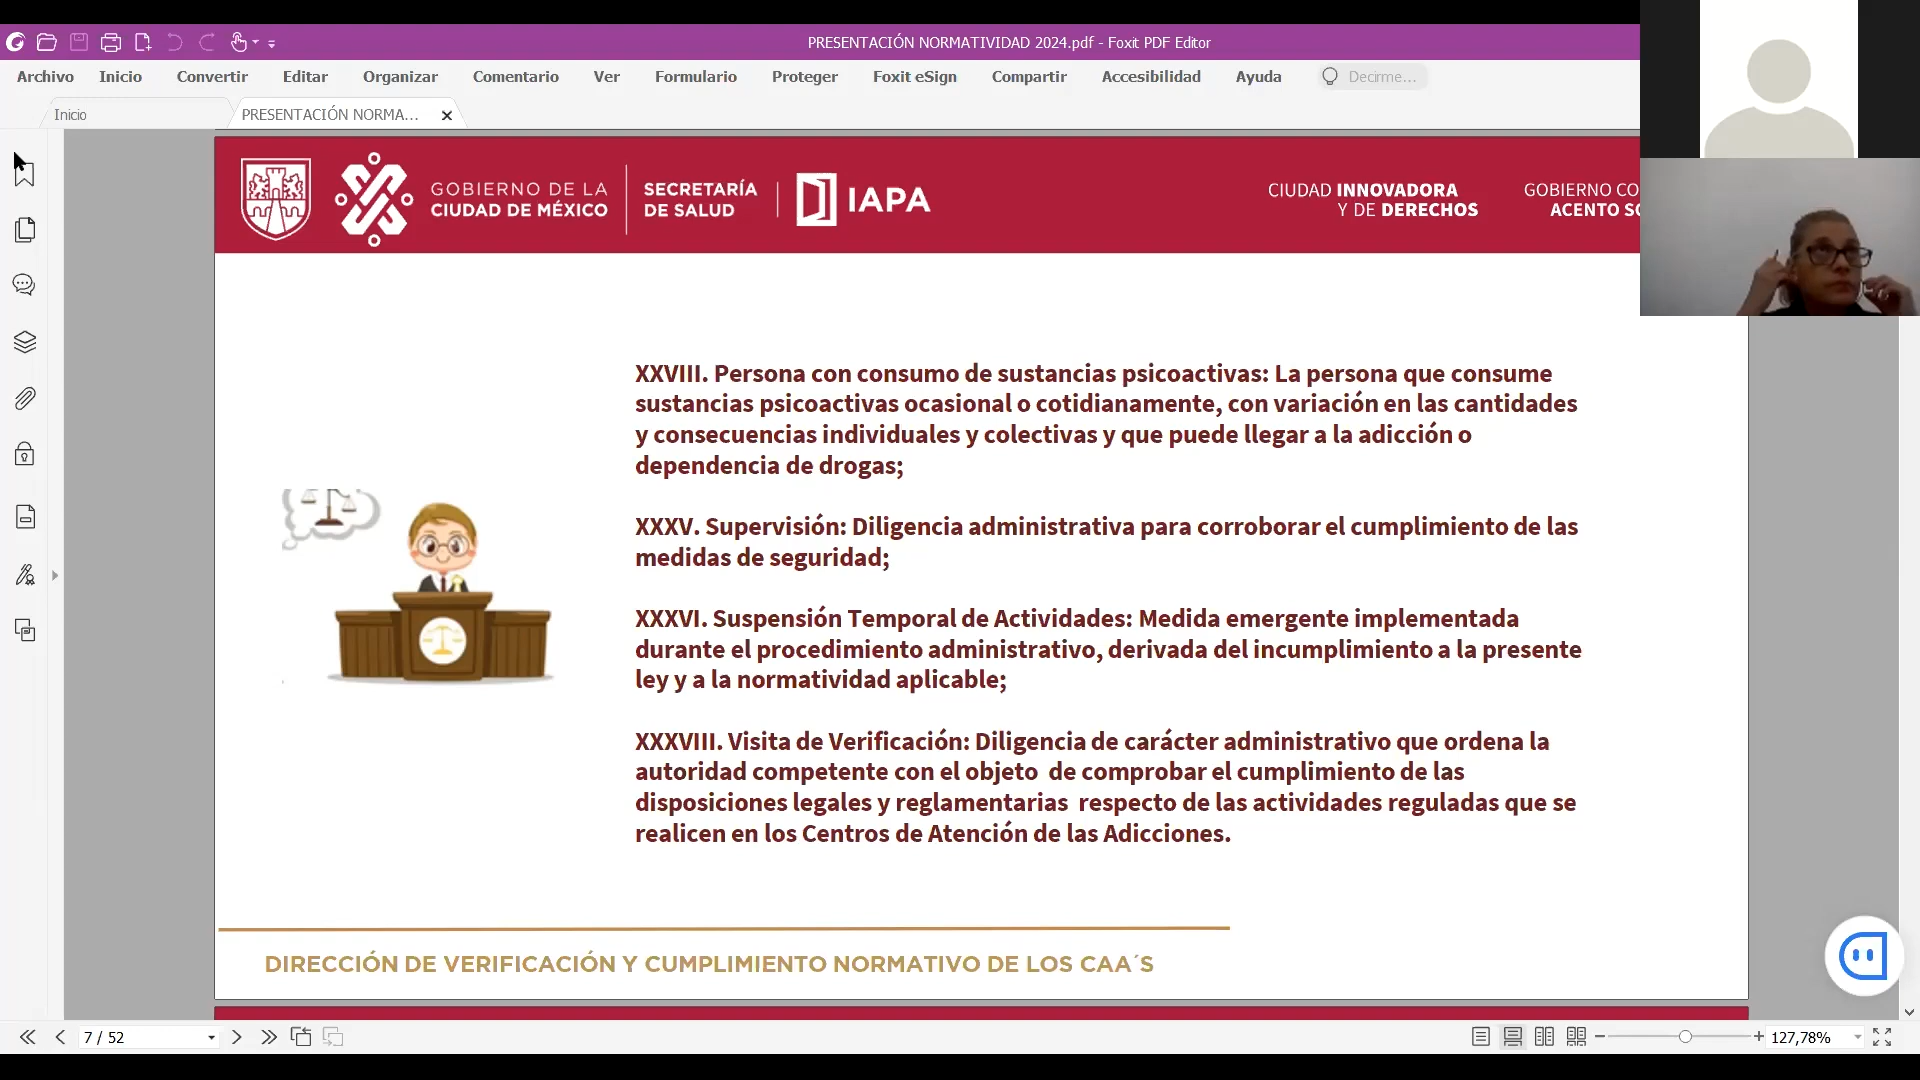 PRESENTACIÓN NORMATIVIDAD 2024.pdf - Foxit PDF Editor
Archivo Inicio Convertir Editar Organizar Comentario Ver Formulario Proteger Foxit eSign Compartir Accesibilidad Ayuda Decirme...
Inicio PRESENTACIÓN NORMA...
GOBIERNO DE LA
CIUDAD DE MÉXICO
SECRETARÍA
DE SALUD
IAPA
CIUDAD INNOVADORA
Y DE DERECHOS
GOBIERNO CO
ACENTO SO
XXVIII. Persona con consumo de sustancias psicoactivas: La persona que consume
sustancias psicoactivas ocasional o cotidianamente, con variación en las cantidades
y consecuencias individuales y colectivas y que puede llegar a la adicción o
dependencia de drogas;
XXXV. Supervisión: Diligencia administrativa para corroborar el cumplimiento de las
medidas de seguridad;
XXXVI. Suspensión Temporal de Actividades: Medida emergente implementada
durante el procedimiento administrativo, derivada del incumplimiento a la presente
ley y a la normatividad aplicable;
XXXVIII. Visita de Verificación: Diligencia de carácter administrativo que ordena la
autoridad competente con el objeto de comprobar el cumplimiento de las
disposiciones legales y reglamentarias respecto de las actividades reguladas que se
realicen en los Centros de Atención de las Adicciones.
DIRECCIÓN DE VERIFICACIÓN Y CUMPLIMIENTO NORMATIVO DE LOS CAA´S
7 / 52
127,78%